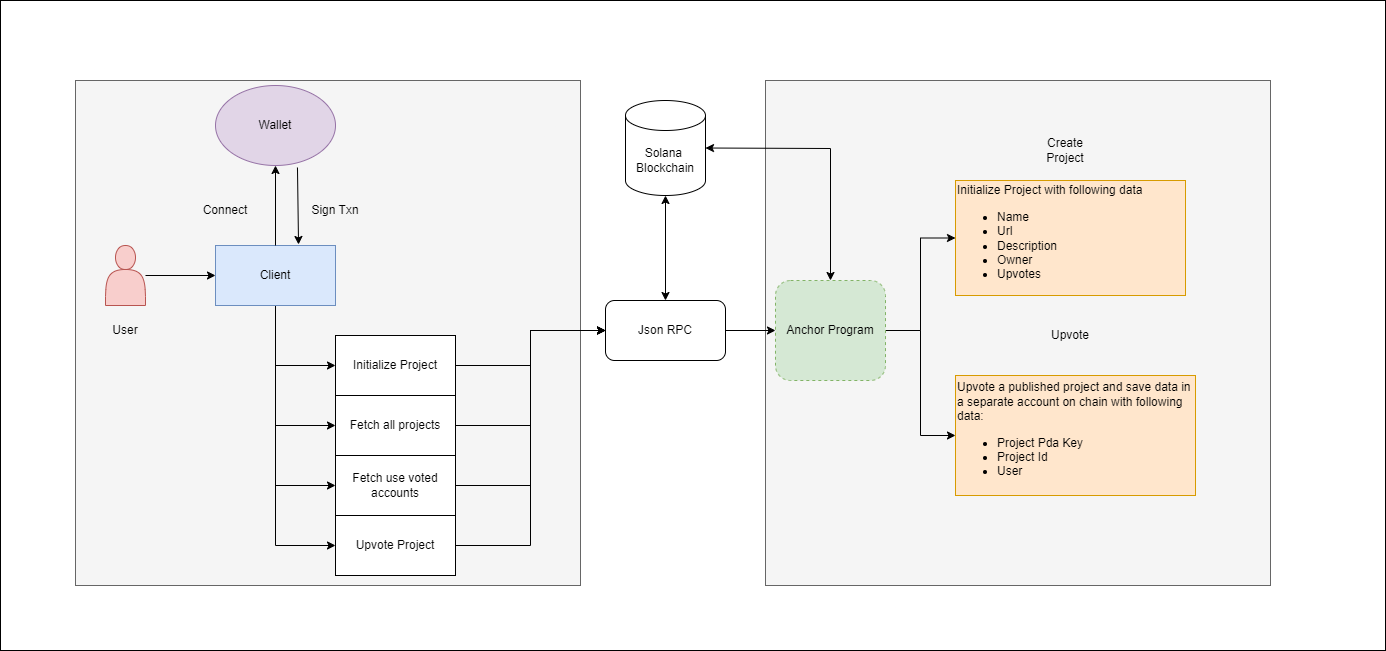 Wallet
Connect
Sign Txn
Client
User
Initialize Project
Fetch all projects
Fetch use voted
accounts
Upvote Project
Solana
Blockchain
Json RPC
Anchor Program
Create
Project
Initialize Project with following data
Name
Url
Description
Owner
Upvotes
Upvote
Upvote a published project and save data in
a separate account on chain with following
data:
Project Pda Key
Project Id
User